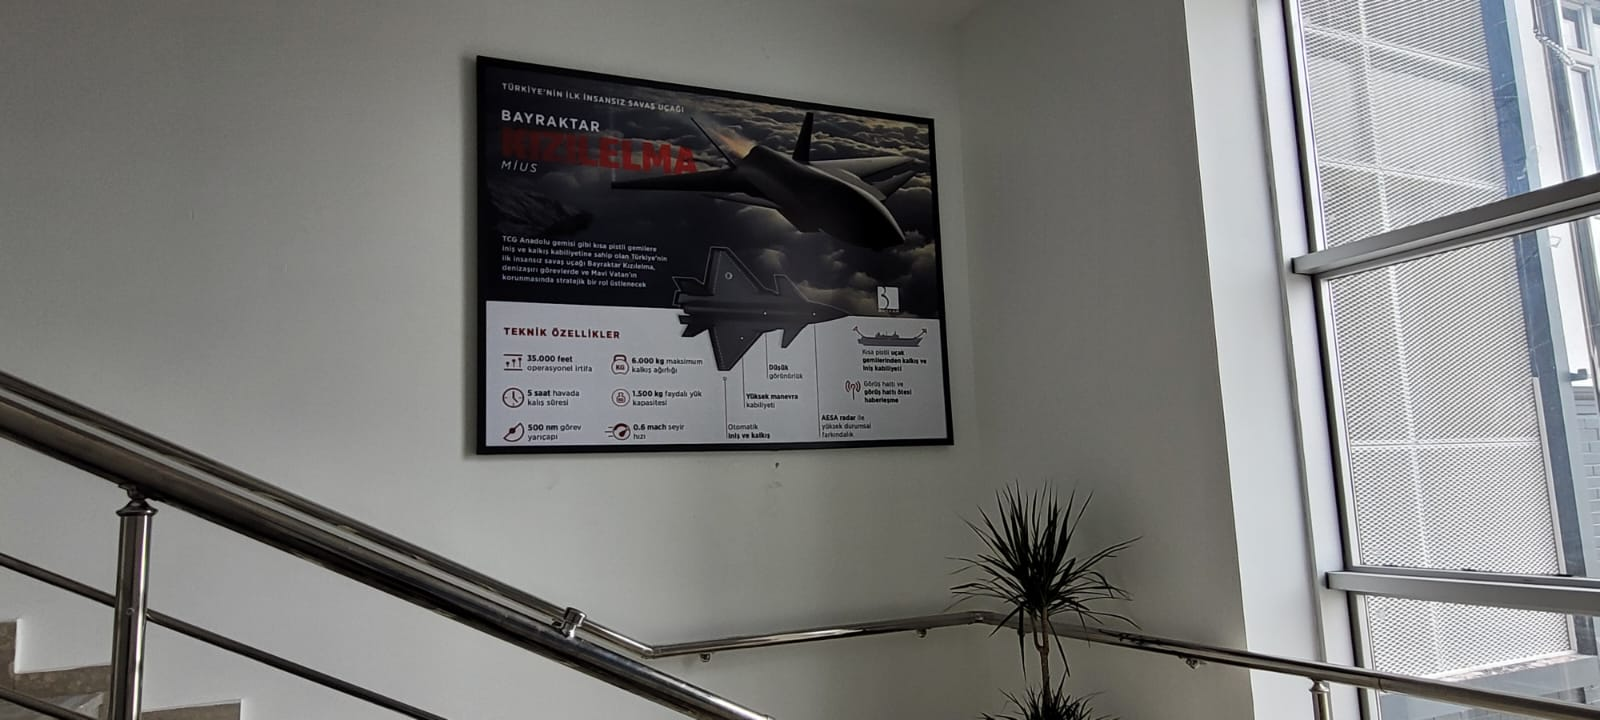 TÜRKİYE'NİN İLK İNSANSIZ SAVAŞ UÇAĞI
BAYRAKTAR
KIZILELMA
MİUS
TCG Anadolu gemisi gibi kısa pistli gemilere
iniş ve kalkış kabiliyetine sahip olan Türkiye'nin
ilk insansız savaş uçağı Bayraktar Kızılelma,
denizaşırı görevlerde ve Mavi Vatan'ın
korunmasında stratejik bir rol üstlenecek
TEKNİK ÖZELLİKLER
35.000 feet
operasyonel irtifa
5 saat havada
kalış süresi
500 nm görev
yarıçapı
6.000 kg maksimum
kalkış ağırlığı
KG
1.500 kg faydalı yük
kapasitesi
0.6 mach seyir
hızı
Otomatik
iniş ve kalkış
Yüksek manevra
kabiliyeti
Düşük
görünürlük
AESA radar ile
yüksek durumsal
farkındalık
Kısa pistli uçak
gemilerinden kalkış ve
iniş kabiliyeti
Görüş hattı ve
görüş hattı ötesi
haberleşme